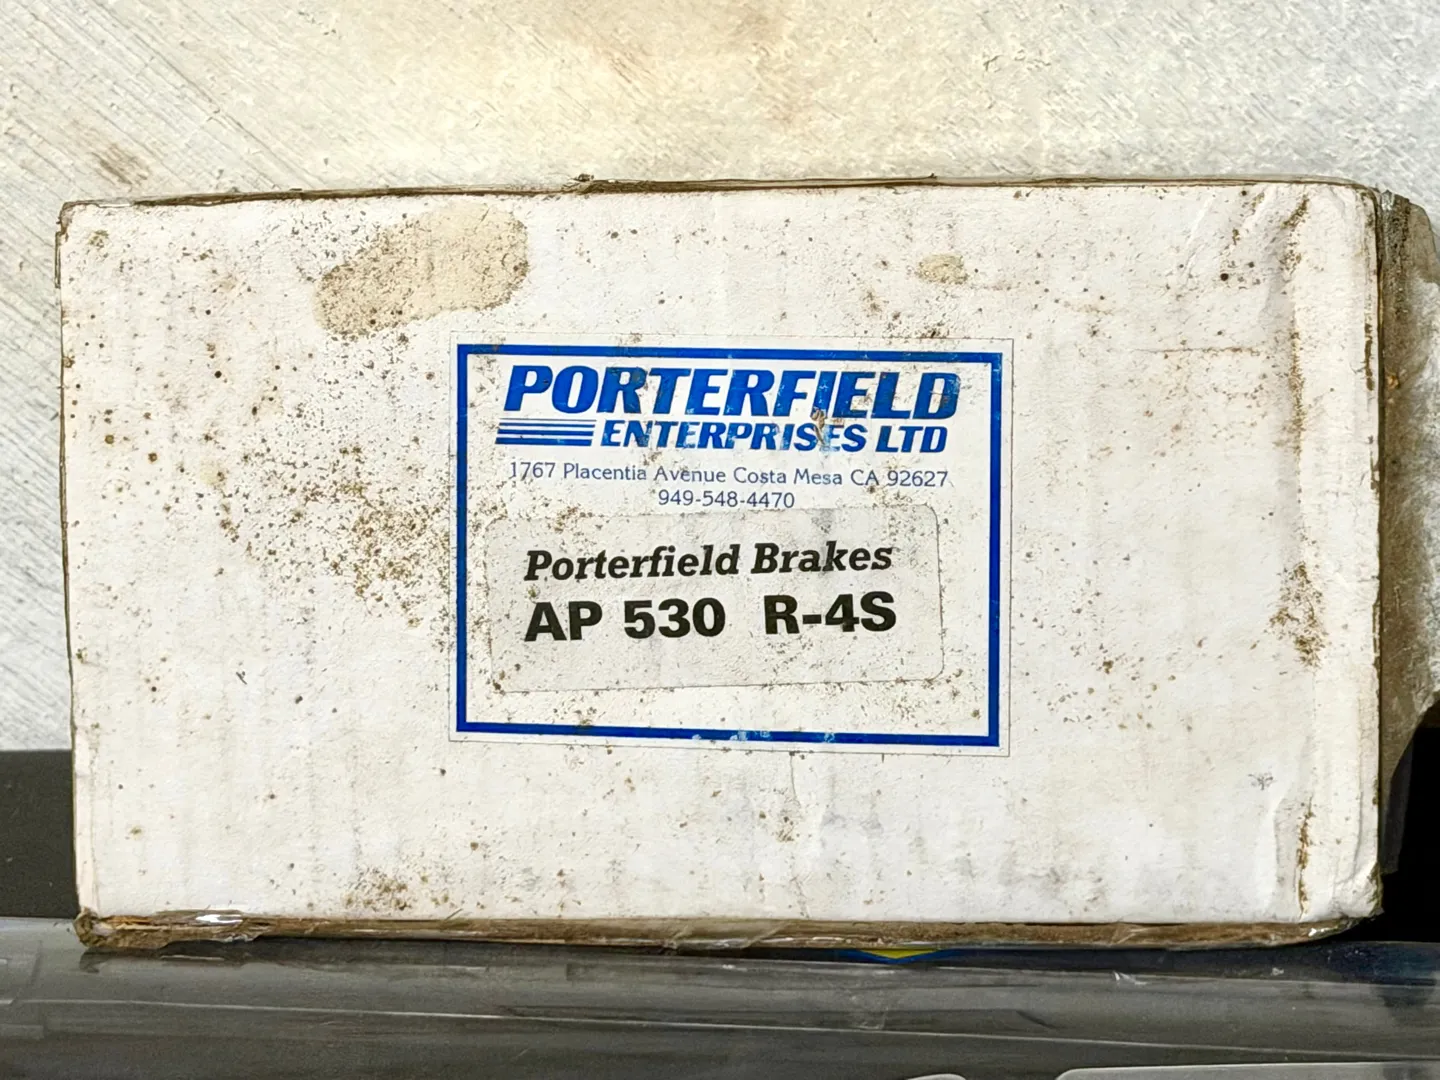 PORTERFIELD
ENTERPRISES LTD
1767 Placentia Avenue Costa Mesa CA 92627
949-548-4470
Porterfield Brakes
AP 530 R-4S